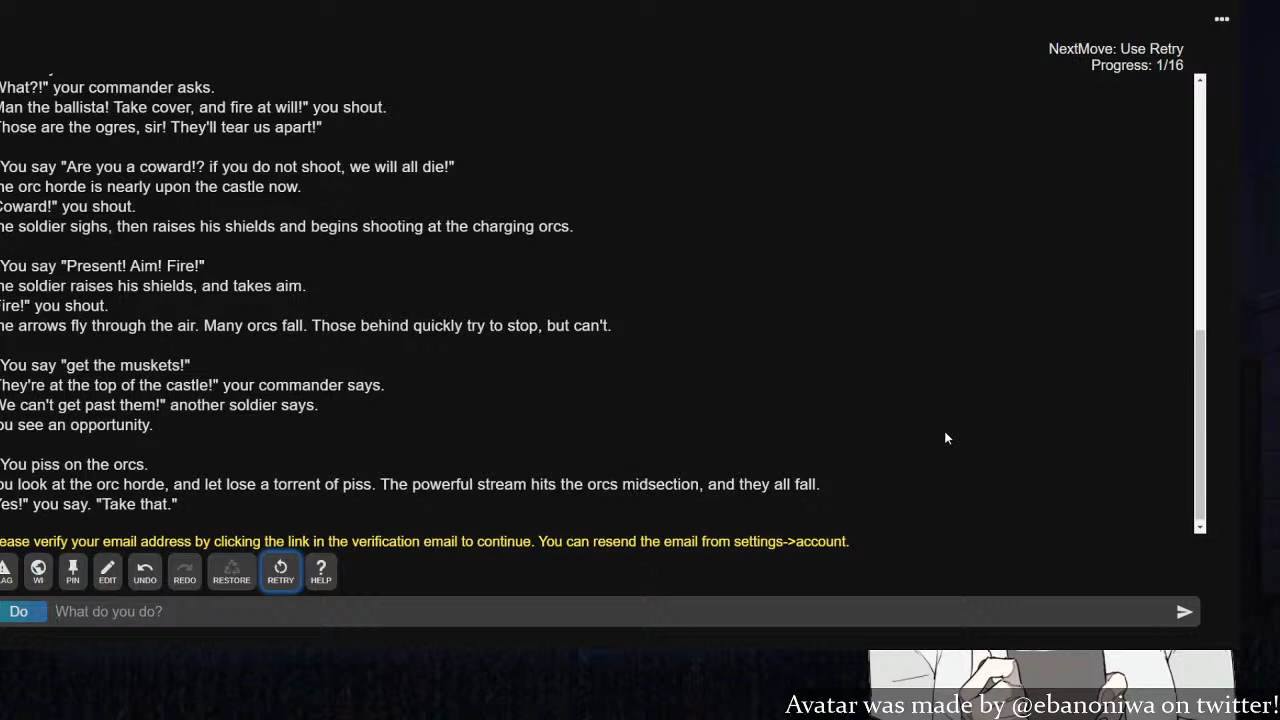 NextMove: Use Retry
Progress: 1/16
What?!" your commander asks.
Man the ballista! Take cover, and fire at will!" you shout.
Those are the ogres, sir! They'll tear us apart!"
You say "Are you a coward!? if you do not shoot, we will all die!"
he orc horde is nearly upon the castle now.
Coward!" you shout.
he soldier sighs, then raises his shields and begins shooting at the charging orcs.
You say "Present! Aim! Fire!"
he soldier raises his shields, and takes aim.
Fire!" you shout.
he arrows fly through the air. Many orcs fall. Those behind quickly try to stop, but can't.
You say "get the muskets!"
They're at the top of the castle!" your commander says.
We can't get past them!" another soldier says.
ou see an opportunity.
You piss on the orcs.
ou look at the orc horde, and let lose a torrent of piss. The powerful stream hits the orcs midsection, and they all fall.
Yes!" you say. "Take that."
ease verify your email address by clicking the link in the verification email to continue. You can resend the email from settings->account.
LAG WI PIN EDIT UNDO REDO RESTORE RETRY HELP
Do What do you do?
Avatar was made by @ebanoniwa on twitter!